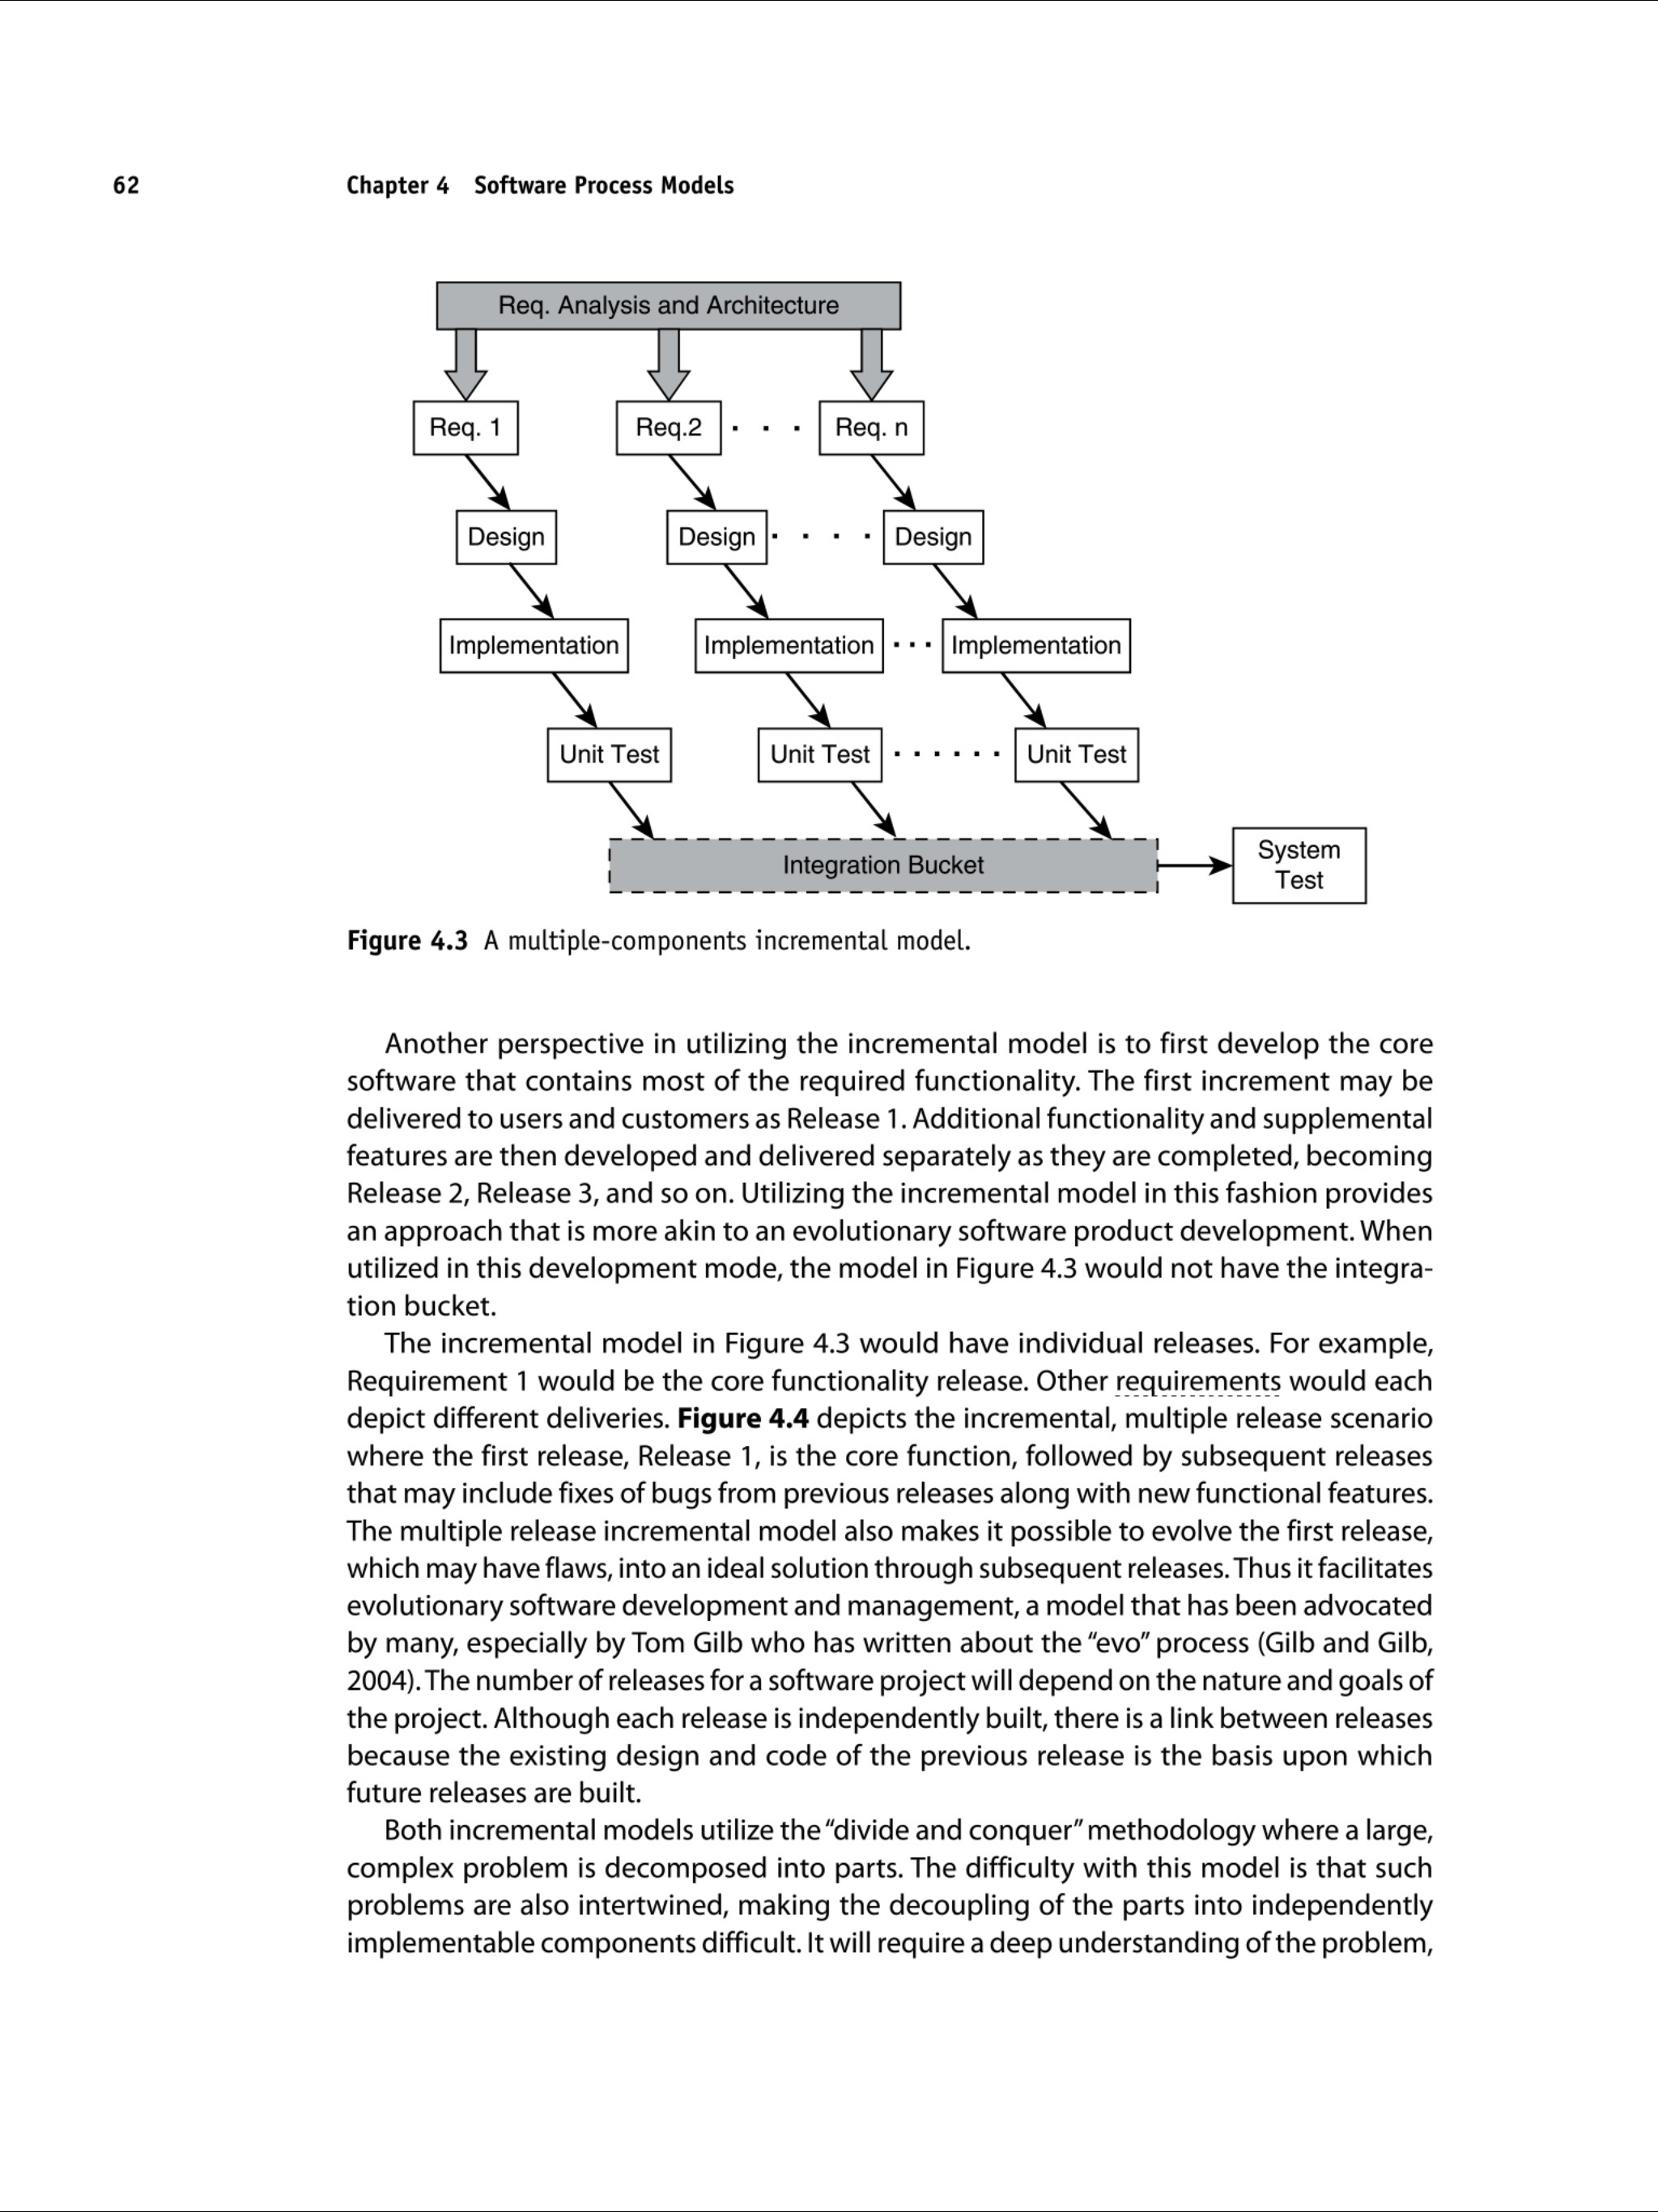 62
Chapter 4 Software Process Models
Req. Analysis and Architecture
Req. 1
Req.2 . . .
Req. n
Design
Design . . . .
Design
Implementation
Implementation ...
Implementation
Unit Test
Unit Test ......
Unit Test
Integration Bucket
System
Test
Figure 4.3 A multiple-components incremental model.
Another perspective in utilizing the incremental model is to first develop the core
software that contains most of the required functionality. The first increment may be
delivered to users and customers as Release 1. Additional functionality and supplemental
features are then developed and delivered separately as they are completed, becoming
Release 2, Release 3, and so on. Utilizing the incremental model in this fashion provides
an approach that is more akin to an evolutionary software product development. When
utilized in this development mode, the model in Figure 4.3 would not have the integra-
tion bucket.
The incremental model in Figure 4.3 would have individual releases. For example,
Requirement 1 would be the core functionality release. Other requirements would each
depict different deliveries. Figure 4.4 depicts the incremental, multiple release scenario
where the first release, Release 1, is the core function, followed by subsequent releases
that may include fixes of bugs from previous releases along with new functional features.
The multiple release incremental model also makes it possible to evolve the first release,
which may have flaws, into an ideal solution through subsequent releases. Thus it facilitates
evolutionary software development and management, a model that has been advocated
by many, especially by Tom Gilb who has written about the “evo” process (Gilb and Gilb,
2004). The number of releases for a software project will depend on the nature and goals of
the project. Although each release is independently built, there is a link between releases
because the existing design and code of the previous release is the basis upon which
future releases are built.
Both incremental models utilize the “divide and conquer” methodology where a large,
complex problem is decomposed into parts. The difficulty with this model is that such
problems are also intertwined, making the decoupling of the parts into independently
implementable components difficult. It will require a deep understanding of the problem,